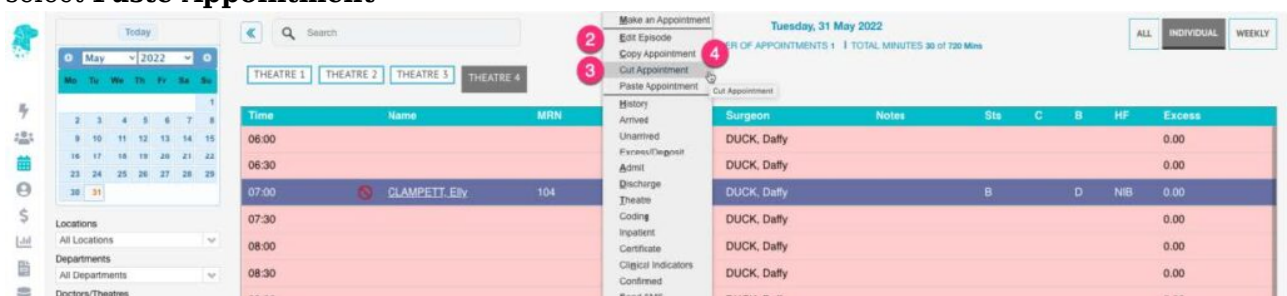 select Paste Appointment
Today
May 2022
Mo Tu We Th Fr Sa Su
1
2 3 4 5 6 7 8
9 10 11 12 13 14 15
16 17 18 19 20 21 22
23 24 25 26 27 28 29
30 31
Locations
All Locations
Departments
All Departments
Doctors/Theatres
Search
THEATRE 1 THEATRE 2 THEATRE 3 THEATRE 4
Tuesday, 31 May 2022
ER OF APPOINTMENTS 1 | TOTAL MINUTES 30 of 720 Mins
ALL INDIVIDUAL WEEKLY
Make an Appointment
2 Edit Episode
Copy Appointment 4
3 Cut Appointment
Paste Appointment
Cut Appointment
History
Arrived
Unarrived
Excess/Deposit
Admit
Discharge
Theatre
Coding
Inpatient
Certificate
Clinical Indicators
Confirmed
Send SMS
Time Name MRN Surgeon Notes Sts C B HF Excess
06:00 DUCK, Daffy 0.00
06:30 DUCK, Daffy 0.00
07:00 CLAMPETT, Elly 104 DUCK, Daffy B D NIB 0.00
07:30 DUCK, Daffy 0.00
08:00 DUCK, Daffy 0.00
08:30 DUCK, Daffy 0.00